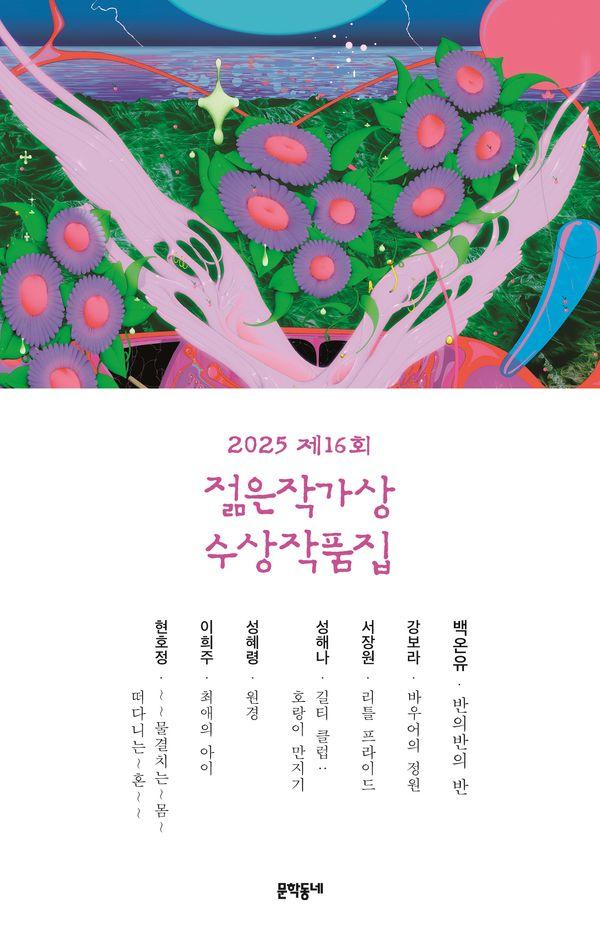 2025 제16회
젊은작가상
수상작품집
백온유 · 반의반의 반
강보라 · 바우어의 정원
서장원 · 리틀 프라이드
성해나 · 길티 클럽:
호랑이 만지기
성혜령 · 원경
이희주 · 최애의 아이
현호정 · ~~물결치는~몸~
떠다니는~혼~~
문학동네